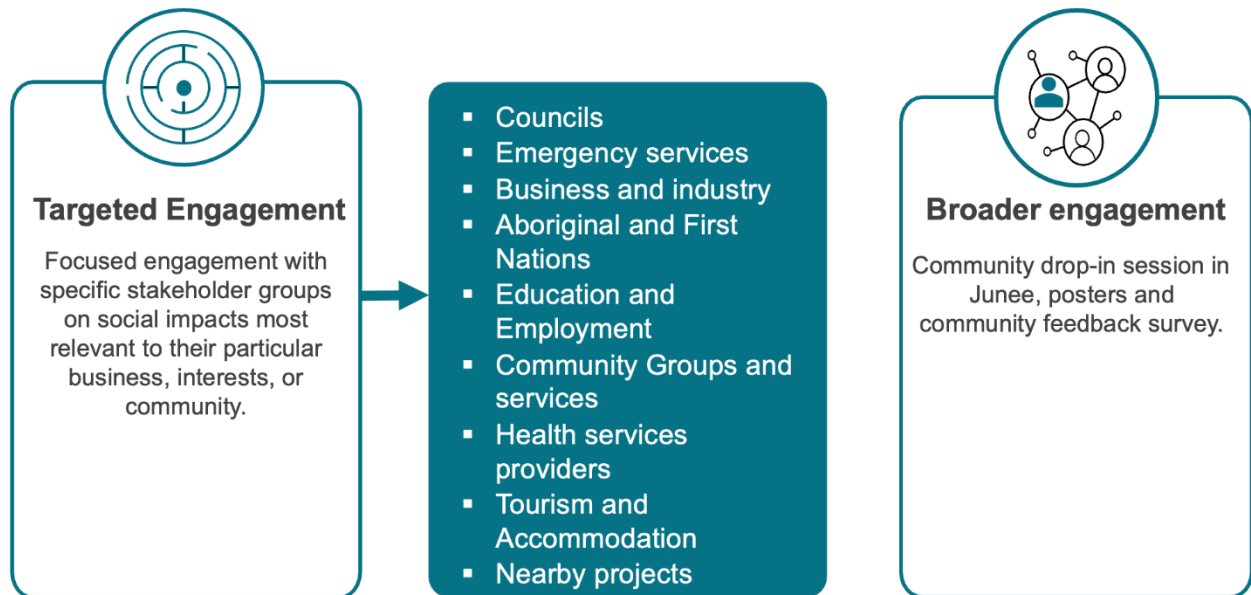 Targeted Engagement
Focused engagement with
specific stakeholder groups
on social impacts most
relevant to their particular
business, interests, or
community.
▪ Councils
▪ Emergency services
▪ Business and industry
▪ Aboriginal and First
Nations
▪ Education and
Employment
▪ Community Groups and
services
▪ Health services
providers
▪ Tourism and
Accommodation
▪ Nearby projects
Broader engagement
Community drop-in session in
Junee, posters and
community feedback survey.